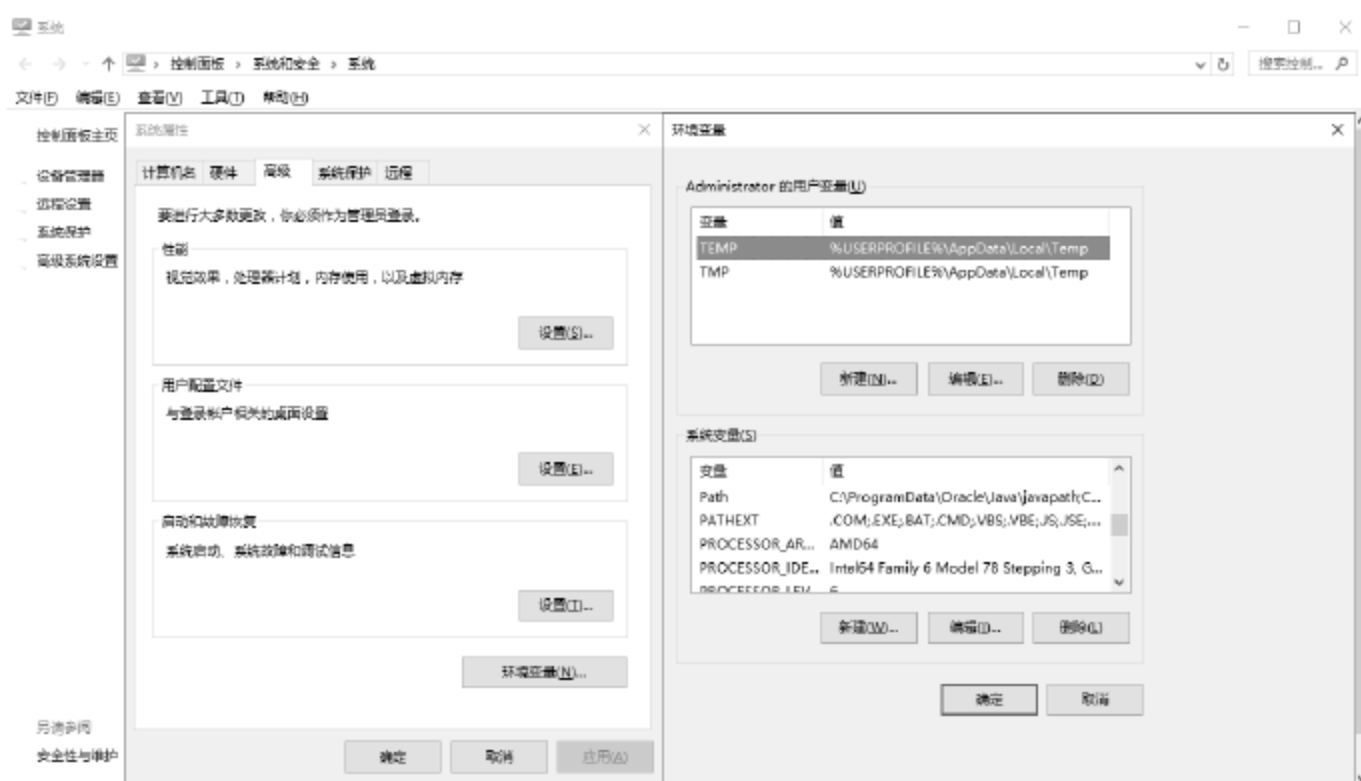 系统
控制面板 › 系统和安全 › 系统
搜索控制...
文件(F) 编辑(E) 查看(V) 工具(T) 帮助(H)
控制面板主页
设备管理器
远程设置
系统保护
高级系统设置
另请参阅
安全性与维护
系统属性
计算机名 硬件 高级 系统保护 远程
要进行大多数更改，你必须作为管理员登录。
性能
视觉效果，处理器计划，内存使用，以及虚拟内存
设置(S)...
用户配置文件
与登录帐户相关的桌面设置
设置(E)...
启动和故障恢复
系统启动、系统故障和调试信息
设置(T)...
环境变量(N)...
确定 取消 应用(A)
环境变量
Administrator 的用户变量(U)
变量 值
TEMP %USERPROFILE%\AppData\Local\Temp
TMP %USERPROFILE%\AppData\Local\Temp
新建(N)... 编辑(E)... 删除(D)
系统变量(S)
变量 值
Path C:\ProgramData\Oracle\Java\javapath;C...
PATHEXT .COM;.EXE;.BAT;.CMD;.VBS;.VBE;.JS;.JSE;...
PROCESSOR_AR... AMD64
PROCESSOR_IDE... Intel64 Family 6 Model 78 Stepping 3, G...
PROCESSOR_LEV... 6
新建(W)... 编辑(I)... 删除(L)
确定 取消